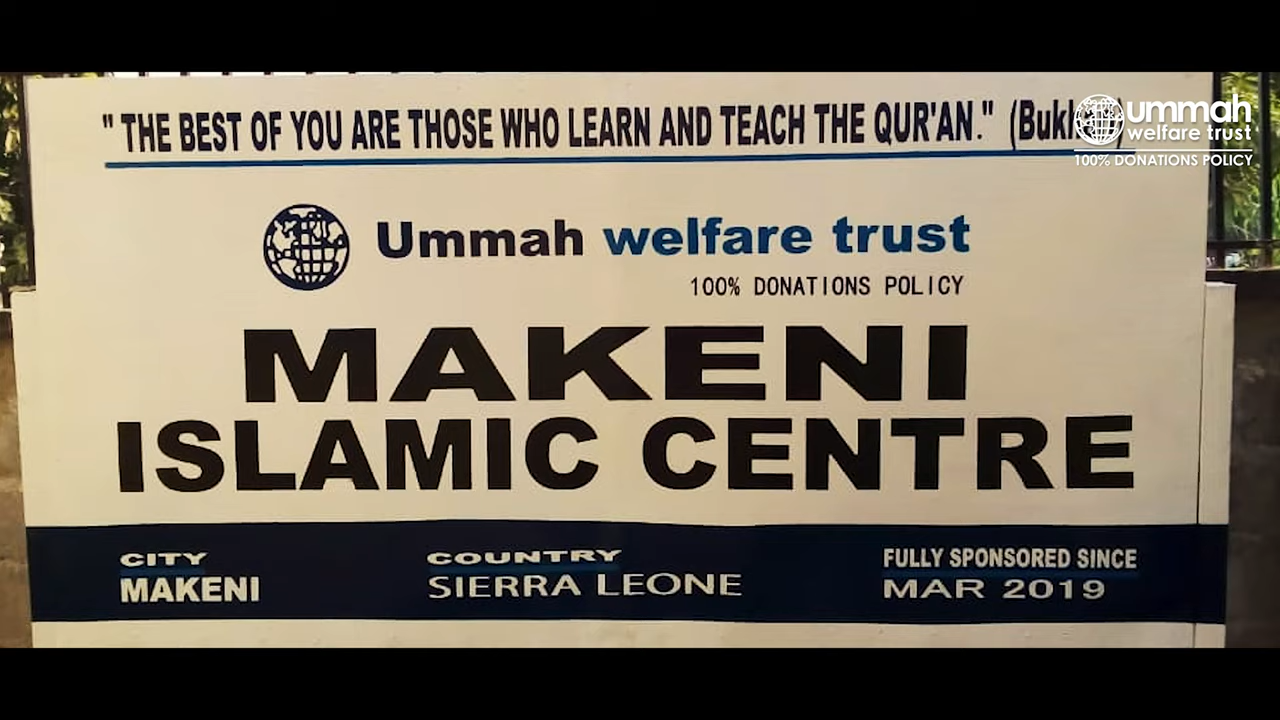 " THE BEST OF YOU ARE THOSE WHO LEARN AND TEACH THE QUR'AN."
ummah
welfare trust
100% DONATIONS POLICY
Ummah welfare trust
100% DONATIONS POLICY
MAKENI
ISLAMIC CENTRE
CITY
MAKENI
COUNTRY
SIERRA LEONE
FULLY SPONSORED SINCE
MAR 2019